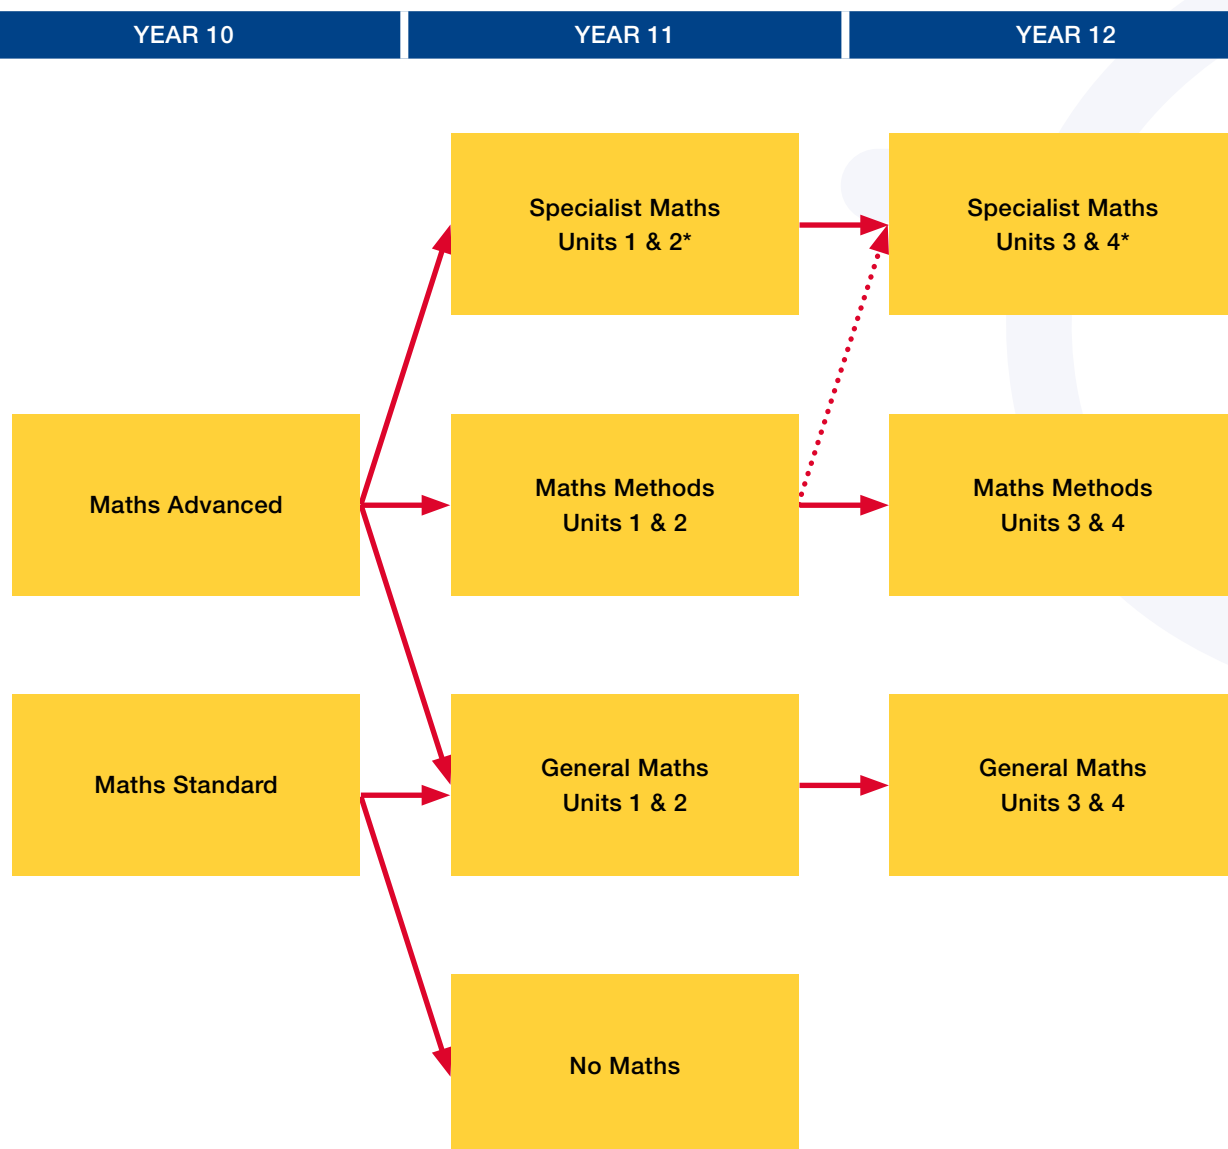 YEAR 10
YEAR 11
YEAR 12
Specialist Maths
Units 1 & 2*
Specialist Maths
Units 3 & 4*
Maths Advanced
Maths Methods
Units 1 & 2
Maths Methods
Units 3 & 4
Maths Standard
General Maths
Units 1 & 2
General Maths
Units 3 & 4
No Maths